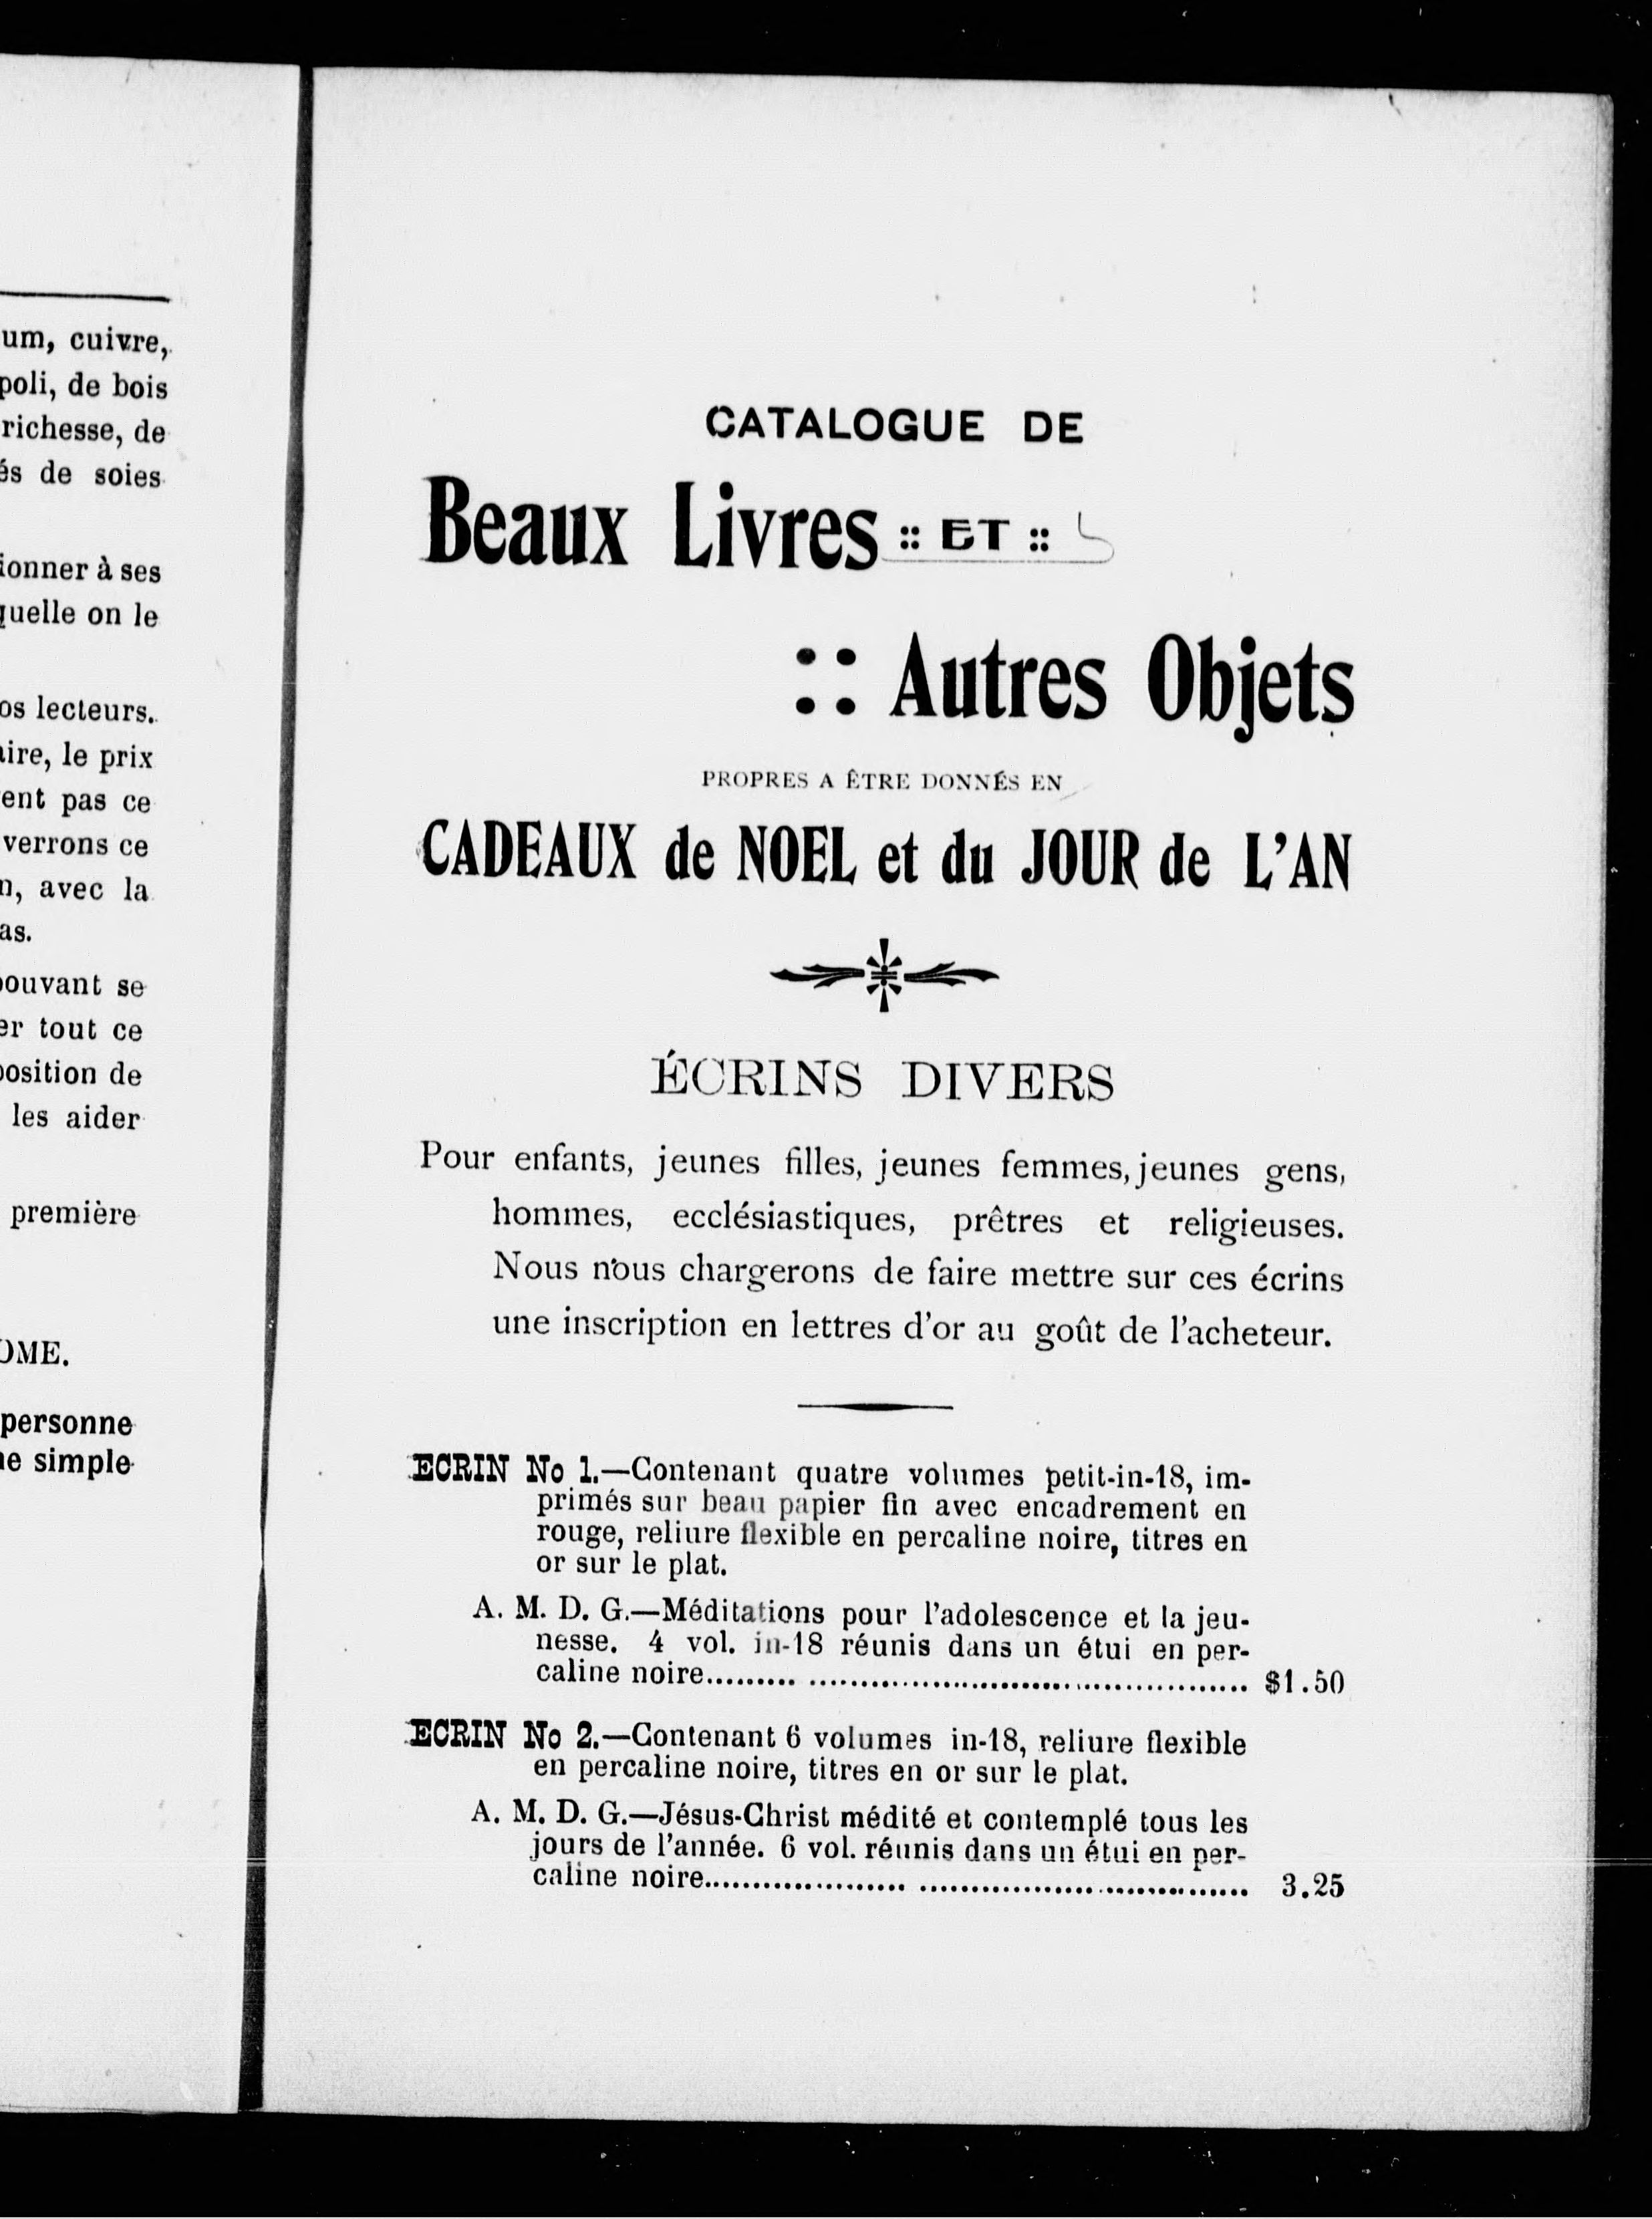 um, cuivre,
poli, de bois
richesse, de
és de soies
ionner à ses
quelle on le
os lecteurs.
aire, le prix
ent pas ce
verrons ce
n, avec la
as.
pouvant se
er tout ce
position de
les aider
première
OME.
personne
ne simple
CATALOGUE DE
Beaux Livres :: ET ::
:: Autres Objets
PROPRES A ÊTRE DONNÉS EN
CADEAUX de NOEL et du JOUR de L'AN
ÉCRINS DIVERS
Pour enfants, jeunes filles, jeunes femmes, jeunes gens,
hommes, ecclésiastiques, prêtres et religieuses.
Nous nous chargerons de faire mettre sur ces écrins
une inscription en lettres d'or au goût de l'acheteur.
ECRIN No 1.—Contenant quatre volumes petit-in-18, im-
primés sur beau papier fin avec encadrement en
rouge, reliure flexible en percaline noire, titres en
or sur le plat.
A. M. D. G.—Méditations pour l'adolescence et la jeu-
nesse. 4 vol. in-18 réunis dans un étui en per-
caline noire.................................................... $1.50
ECRIN No 2.—Contenant 6 volumes in-18, reliure flexible
en percaline noire, titres en or sur le plat.
A. M. D. G.—Jésus-Christ médité et contemplé tous les
jours de l'année. 6 vol. réunis dans un étui en per-
caline noire.................................................... 3.25